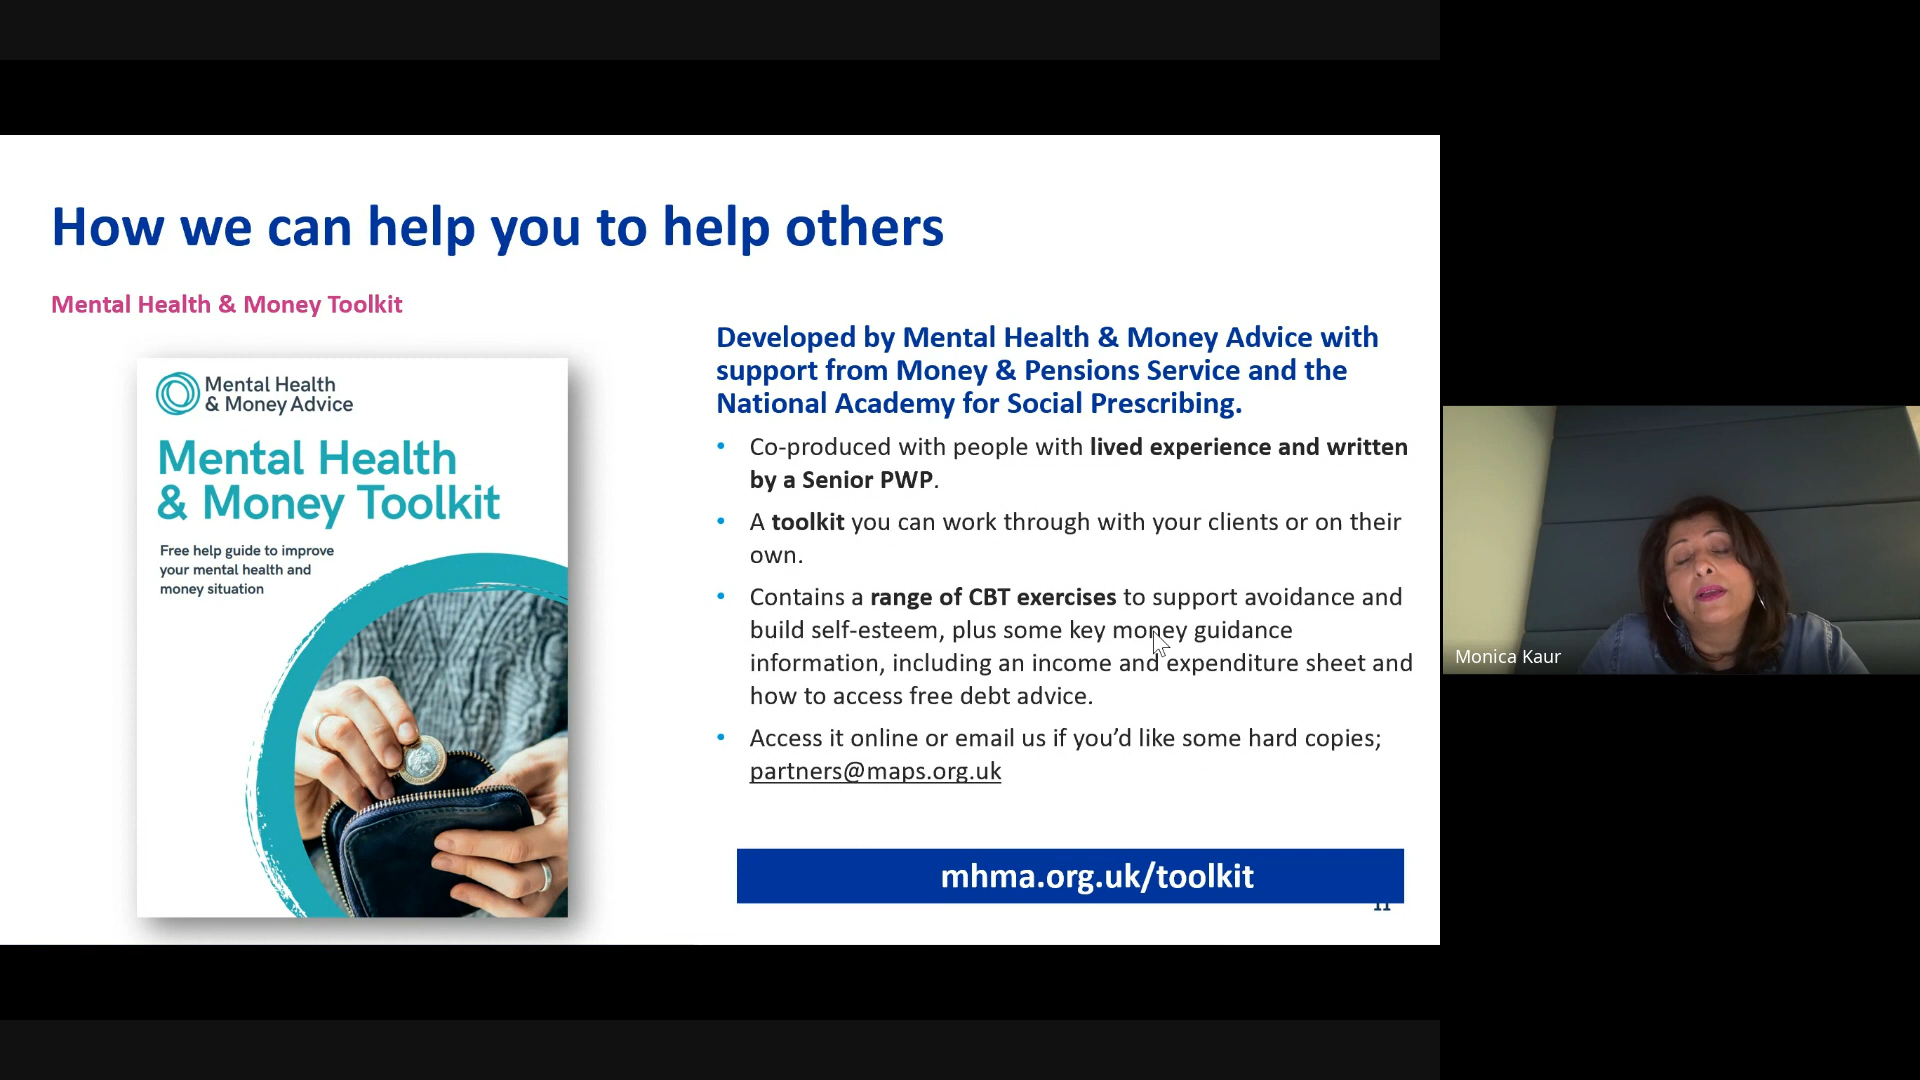 How we can help you to help others
Mental Health & Money Toolkit
Mental Health
& Money Advice
Mental Health
& Money Toolkit
Free help guide to improve
your mental health and
money situation
Developed by Mental Health & Money Advice with
support from Money & Pensions Service and the
National Academy for Social Prescribing.
• Co-produced with people with lived experience and written
by a Senior PWP.
• A toolkit you can work through with your clients or on their
own.
• Contains a range of CBT exercises to support avoidance and
build self-esteem, plus some key money guidance
information, including an income and expenditure sheet and
how to access free debt advice.
• Access it online or email us if you’d like some hard copies;
partners@maps.org.uk
mhma.org.uk/toolkit
11
Monica Kaur